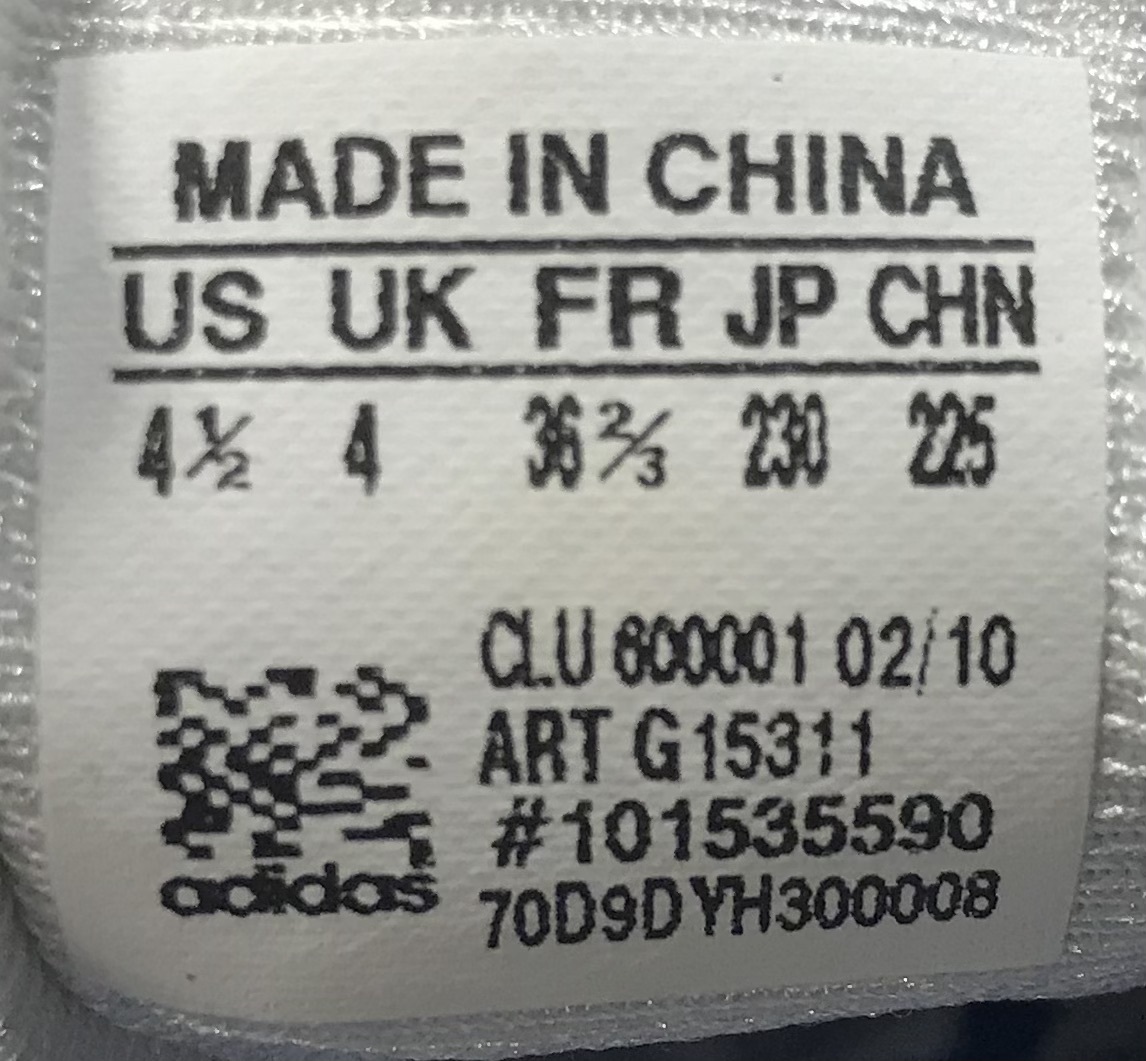 MADE IN CHINA
US UK FR JP CHN
4½ 4 36⅔ 230 225
CLU 600001 02/10
ART G15311
#101535590
70D9DYH300008
adidas